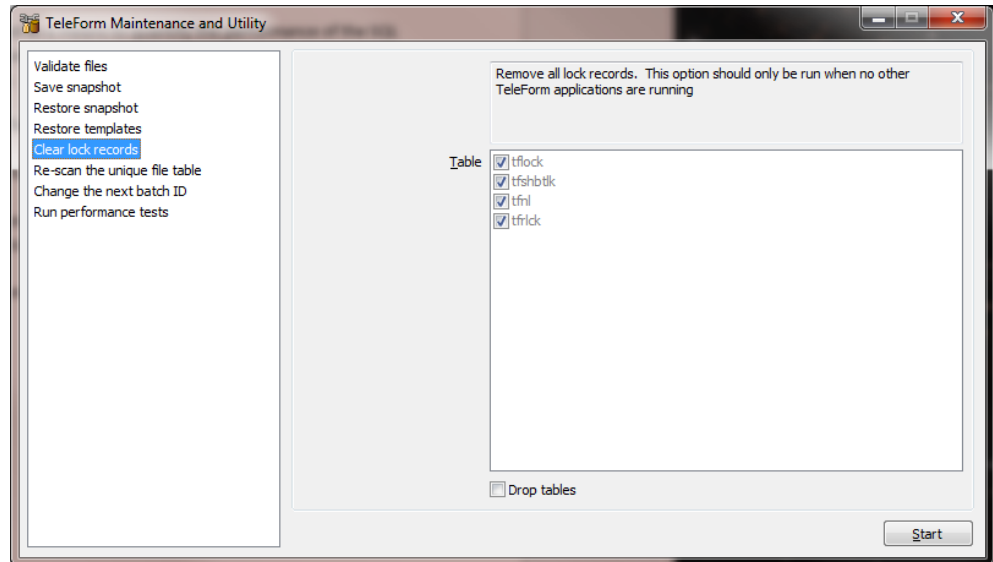 TeleForm Maintenance and Utility
Validate files
Save snapshot
Restore snapshot
Restore templates
Clear lock records
Re-scan the unique file table
Change the next batch ID
Run performance tests
Remove all lock records. This option should only be run when no other
TeleForm applications are running
Table
tflock
tfshbtlk
tfnl
tfrlck
Drop tables
Start